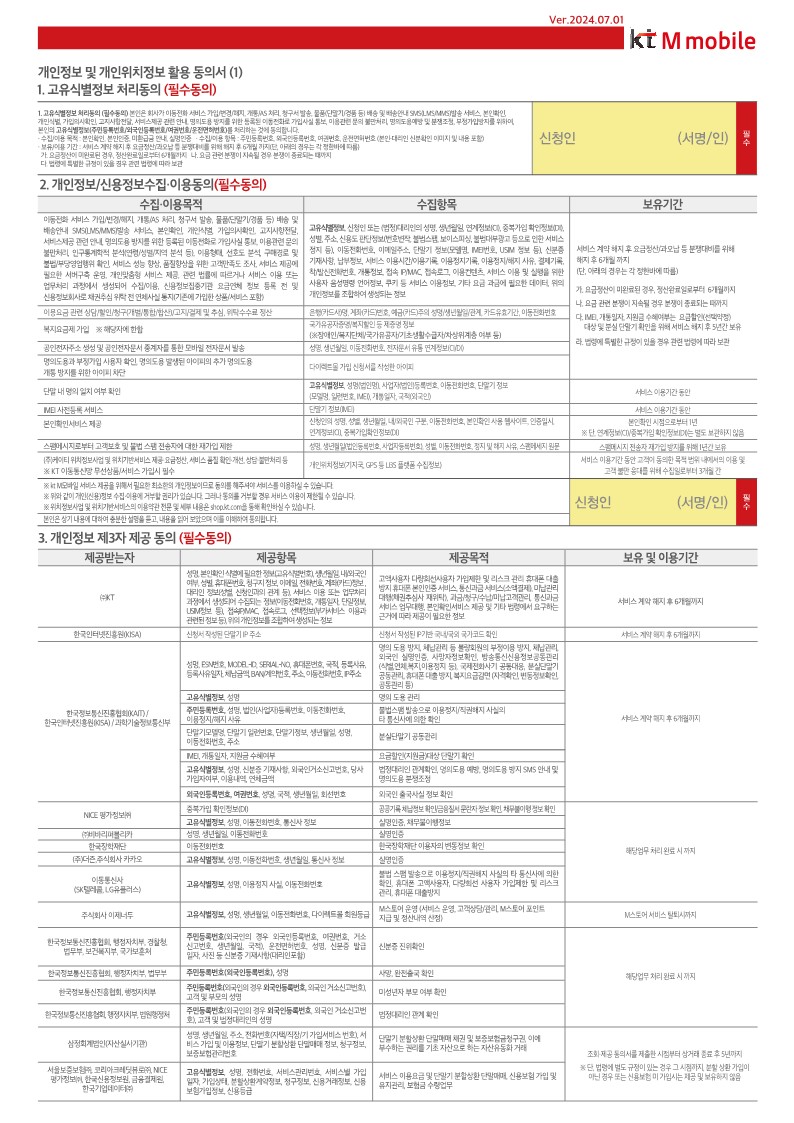 Ver.2024.07.01
kt M mobile
개인정보 및 개인위치정보 활용 동의서 (1)
1. 고유식별정보 처리동의 (필수동의)
1. 고유식별정보 처리동의 (필수동의) 본인은 회사가 이동전화 서비스 가입/변경/해지, 개통/AS 처리, 청구서 발송, 물품(단말기/경품 등) 배송 및 배송안내 SMS/LMS/MMS발송 서비스, 본인확인,
개인식별, 가입의사확인, 고지사항전달, 서비스제공 관련 안내, 명의도용 방지를 위한 등록된 이동전화로 가입사실 통보, 이용관련 문의 불만처리, 명의도용예방 및 분쟁조정, 부정가입방지를 위하여,
본인의 고유식별정보(주민등록번호/외국인등록번호/여권번호/운전면허번호)를 처리하는 것에 동의합니다.
· 수집/이용 목적 : 본인확인, 본인인증, 미환급금 안내, 실명인증 · 수집/이용 항목 : 주민등록번호, 외국인등록번호, 여권번호, 운전면허번호 (본인·대리인 신분확인 이미지 및 내용 포함)
· 보유/이용 기간 : 서비스 계약 해지 후 요금정산/과오납 등 분쟁대비를 위해 해지 후 6개월 까지(단, 아래의 경우는 각 정한바에 따름)
가. 요금정산이 미완료된 경우, 정산완료일로부터 6개월까지 나. 요금 관련 분쟁이 지속될 경우 분쟁이 종료되는 때까지
다. 법령에 특별한 규정이 있을 경우 관련 법령에 따라 보관
신청인 (서명/인)
필수
2. 개인정보/신용정보수집·이용동의(필수동의)
수집·이용목적 수집항목 보유기간
이동전화 서비스 가입/변경/해지, 개통/AS 처리, 청구서 발송, 물품(단말기/경품 등) 배송 및
배송안내 SMS/LMS/MMS발송 서비스, 본인확인, 개인식별, 가입의사확인, 고지사항전달,
서비스제공 관련 안내, 명의도용 방지를 위한 등록된 이동전화로 가입사실 통보, 이용관련 문의
불만처리, 인구통계학적 분석(연령/성별/지역 분석 등), 이용형태, 선호도 분석, 구매경로 및
불법/부당영업행위 확인, 서비스 성능 향상, 품질향상을 위한 고객만족도 조사, 서비스 제공에
필요한 서버구축 운영, 개인맞춤형 서비스 제공, 관련 법률에 따르거나 서비스 이용 또는
업무처리 과정에서 생성되어 수집/이용, 신용정보집중기관 요금연체 정보 등록 전 및
신용정보회사로 채권추심 위탁 전 연체사실 통지(기존에 가입한 상품/서비스 포함)
고유식별정보, 신청인 또는 (법정)대리인의 성명, 생년월일, 연계정보(CI), 중복가입 확인정보(DI),
성별, 주소, 신용도 판단정보(번호변작, 불법스팸, 보이스피싱, 불법대부광고 등으로 인한 서비스
정지 등), 이동전화번호, 이메일주소, 단말기 정보(모델명, IMEI번호, USIM 정보 등), 신분증
기재사항, 납부정보, 서비스 이용시간/이용기록, 이용정지기록, 이용정지/해지 사유, 결제기록,
착/발신전화번호, 개통정보, 접속 IP/MAC, 접속로그, 이용컨텐츠, 서비스 이용 및 실행을 위한
사용자 음성명령 언어정보, 쿠키 등 서비스 이용정보, 기타 요금 과금에 필요한 데이터, 위의
개인정보를 조합하여 생성되는 정보
서비스 계약 해지 후 요금정산/과오납 등 분쟁대비를 위해
해지 후 6개월 까지
(단, 아래의 경우는 각 정한바에 따름)
가. 요금정산이 미완료된 경우, 정산완료일로부터 6개월까지
나. 요금 관련 분쟁이 지속될 경우 분쟁이 종료되는 때까지
다. IMEI, 개통일자, 지원금 수혜여부는 요금할인(선택약정)
대상 및 분실 단말기 확인을 위해 서비스 해지 후 5년간 보유
라. 법령에 특별한 규정이 있을 경우 관련 법령에 따라 보관
이용요금 관련 상담/할인/청구(개별/통합/합산)/고지/결제 및 추심, 위탁수수료 정산 은행(카드사)명, 계좌(카드)번호, 예금(카드)주의 성명/생년월일/관계, 카드유효기간, 이동전화번호
복지요금제 가입 ※ 해당자에 한함
국가유공자증명/복지할인 등 제증명 정보
(※장애인/복지단체/국가유공자/기초생활수급자/차상위계층 여부 등)
공인전자주소 생성 및 공인전자문서 중계자를 통한 모바일 전자문서 발송 성명, 생년월일, 이동전화번호, 전자문서 유통 연계정보(CI/DI)
명의도용과 부정가입 사용자 확인, 명의도용 발생된 아이피의 추가 명의도용
개통 방지를 위한 아이피 차단
다이렉트몰 가입 신청서를 작성한 아이피
단말 내 명의 일치 여부 확인
고유식별정보, 성명(법인명), 사업자(법인)등록번호, 이동전화번호, 단말기 정보
(모델명, 일련번호, IMEI), 개통일자, 국적(외국인)
서비스 이용기간 동안
IMEI 사전등록 서비스 단말기 정보(IMEI) 서비스 이용기간 동안
본인확인서비스 제공
신청인의 성명, 성별, 생년월일, 내/외국인 구분, 이동전화번호, 본인확인 사용 웹사이트, 인증일시,
연계정보(CI), 중복가입확인정보(DI)
본인확인 시점으로부터 1년
※ 단, 연계정보(CI)/중복가입 확인정보(DI)는 별도 보관하지 않음
스팸메시지로부터 고객보호 및 불법 스팸 전송자에 대한 재가입 제한 성명, 생년월일/법인등록번호, 사업자등록번호, 성별, 이동전화번호, 정지 및 해지 사유, 스팸메세지 원문 스팸메시지 전송자 재가입 방지를 위해 1년간 보유
(주)케이티 위치정보사업 및 위치기반서비스 제공·요금정산, 서비스 품질 확인·개선, 상담 불만처리 등
※ KT 이동통신망 무선상품/서비스 가입시 필수
개인위치정보(기지국, GPS 등 LBS 플랫폼 수집정보)
서비스 이용기간 동안 고객이 동의한 목적 범위 내에서의 이용 및
고객 불만 응대를 위해 수집일로부터 3개월 간
※ kt M모바일 서비스 제공을 위해서 필요한 최소한의 개인정보이므로 동의를 해주셔야 서비스를 이용하실 수 있습니다.
※ 위와 같이 개인(신용)정보 수집·이용에 거부할 권리가 있습니다. 그러나 동의를 거부할 경우 서비스 이용이 제한될 수 있습니다.
※ 위치정보사업 및 위치기반서비스의 이용약관 전문 및 세부 내용은 shop.kt.com을 통해 확인하실 수 있습니다.
본인은 상기 내용에 대하여 충분한 설명을 듣고, 내용을 읽어 보았으며 이를 이해하여 동의합니다.
신청인 (서명/인)
필수
3. 개인정보 제3자 제공 동의 (필수동의)
제공받는자 제공항목 제공목적 보유 및 이용기간
㈜KT
성명, 본인확인 식별에 필요한 정보(고유식별번호), 생년월일, 내/외국인
여부, 성별, 휴대폰번호, 청구지 정보, 이메일, 전화번호, 계좌(카드)정보,
대리인 정보(성별, 신청인과의 관계 등), 서비스 이용 또는 업무처리
과정에서 생성되어 수집되는 정보(이동전화번호, 개통일자, 단말정보,
USIM정보 등), 접속IP/MAC, 접속로그, 선택정보(부가서비스 이용과
관련된 정보 등), 위의 개인정보를 조합하여 생성되는 정보
고객사용자 다량회선사용자 가입제한 및 리스크 관리 휴대폰 대출
방지 휴대폰 본인인증 서비스, 통신과금 서비스(소액결제), 미납관리
대행(채권추심사 재위탁), 과금/청구/수납/미납고객관리, 통신과금
서비스 업무대행, 본인확인서비스 제공 및 기타 법령에서 요구하는
근거에 따라 제공이 필요한 정보
서비스 계약 해지 후 6개월까지
한국인터넷진흥원(KISA) 신청서 작성된 단말기 IP 주소 신청서 작성된 IP기반 국내/국외 국가코드 확인 서비스 계약 해지 후 6개월까지
한국정보통신진흥협회(KAIT) /
한국인터넷진흥원(KISA) / 과학기술정보통신부
성명, ESN번호, MODEL-ID, SERIAL-NO, 휴대폰번호, 국적, 등록사유,
등록사유일자, 체납금액, BAN/계약번호, 주소, 이동전화번호, IP주소
명의 도용 방지, 체납관리 등 불량회원의 부정이용 방지, 체납관리,
외국인 실명인증, 사망자정보확인, 방송통신신용정보공동관리
(식별,연체,복지,이용정지 등), 국제전화사기 공동대응, 분실단말기
공동관리, 휴대폰 대출 방지, 복지요금감면 (자격확인, 변동정보확인,
공동관리 등)
서비스 계약 해지 후 6개월까지
고유식별정보, 성명 명의 도용 관리
주민등록번호, 성명, 법인(사업자)등록번호, 이동전화번호,
이용정지/해지 사유
불법스팸 발송으로 이용정지/직권해지 사실의
타 통신사에 의한 확인
단말기모델명, 단말기 일련번호, 단말기정보, 생년월일, 성명,
이동전화번호, 주소
분실단말기 공동관리
IMEI, 개통일자, 지원금 수혜여부 요금할인(지원금)대상 단말기 확인
고유식별정보, 성명, 신분증 기재사항, 외국인거소신고번호, 당사
가입자여부, 이용내역, 연체금액
법정대리인 관계확인, 명의도용 예방, 명의도용 방지 SMS 안내 및
명의도용 분쟁조정
외국인등록번호, 여권번호, 성명, 국적, 생년월일, 회선번호 외국인 출국사실 정보 확인
NICE 평가정보㈜
중복가입 확인정보(DI) 공공기록 체납정보 확인/금융질서 문란자 정보 확인, 채무불이행 정보 확인
고유식별정보, 성명, 이동전화번호, 통신사 정보 실명인증, 채무불이행정보
해당업무 처리 완료 시 까지
㈜비바리퍼블리카 성명, 생년월일, 이동전화번호 실명인증
한국장학재단 이동전화번호 한국장학재단 이용자의 변동정보 확인
(주)더즌,주식회사 카카오 고유식별정보, 성명, 이동전화번호, 생년월일, 통신사 정보 실명인증
이동통신사
(SK텔레콤, LG유플러스)
고유식별정보, 성명, 이용정지 사실, 이동전화번호
불법 스팸 발송으로 이용정지/직권해지 사실의 타 통신사에 의한
확인, 휴대폰 고액사용자, 다량회선 사용자 가입제한 및 리스크
관리, 휴대폰 대출방지
주식회사 이제너두 고유식별정보, 성명, 생년월일, 이동전화번호, 다이렉트몰 회원등급
M스토어 운영 (서비스 운영, 고객상담/관리, M스토어 포인트
지급 및 정산내역 산정)
M스토어 서비스 탈퇴시까지
한국정보통신진흥협회, 행정자치부, 경찰청,
법무부, 보건복지부, 국가보훈처
주민등록번호(외국인의 경우 외국인등록번호, 여권번호, 거소
신고번호, 생년월일, 국적), 운전면허번호, 성명, 신분증 발급
일자, 사진 등 신분증 기재사항(대리인포함)
신분증 진위확인
해당업무 처리 완료 시 까지
한국정보통신진흥협회, 행정자치부, 법무부 주민등록번호(외국인등록번호), 성명 사망, 완전출국 확인
한국정보통신진흥협회, 행정자치부
주민등록번호(외국인의 경우 외국인등록번호, 외국인 거소신고번호),
고객 및 부모의 성명
미성년자 부모 여부 확인
한국정보통신진흥협회, 행정자치부, 법원행정처
주민등록번호(외국인의 경우 외국인등록번호, 외국인 거소신고번
호), 고객 및 법정대리인의 성명
법정대리인 관계 확인
삼정회계법인(자산실사기관)
성명, 생년월일, 주소, 전화번호(자택/직장/기 가입서비스 번호), 서
비스 가입 및 이용정보, 단말기 분할상환 단말매매 정보, 청구정보,
보증보험관리번호
단말기 분할상환 단말매매 채권 및 보증보험금청구권, 이에
부수하는 권리를 기초 자산으로 하는 자산유동화 거래
조회·제공 동의서를 제출한 시점부터 상거래 종료 후 5년까지
※ 단, 법령에 별도 규정이 있는 경우 그 시점까지, 분할 상환 가입이
아닌 경우 또는 신용보험 미 가입시는 제공 및 보유하지 않음
서울보증보험㈜, 코리아크레딧뷰로㈜, NICE
평가정보㈜, 한국신용정보원, 금융결제원,
한국기업데이터㈜
고유식별정보, 성명, 전화번호, 서비스관리번호, 서비스별 가입
일자, 가입상태, 분할상환계약정보, 청구정보, 신용거래정보, 신용
보험가입정보, 신용등급
서비스 이용요금 및 단말기 분할상환 단말매매, 신용보험 가입 및
유지관리, 보험금 수령업무